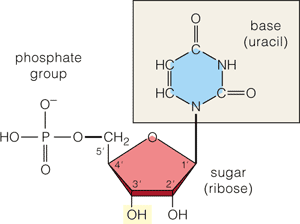 O
base
(uracil)
C
HC
NH
phosphate
group
HC
C
O
N
O⁻
HO
P
O
CH₂
O
5′
O
4′
1′
sugar
(ribose)
3′
2′
OH
OH